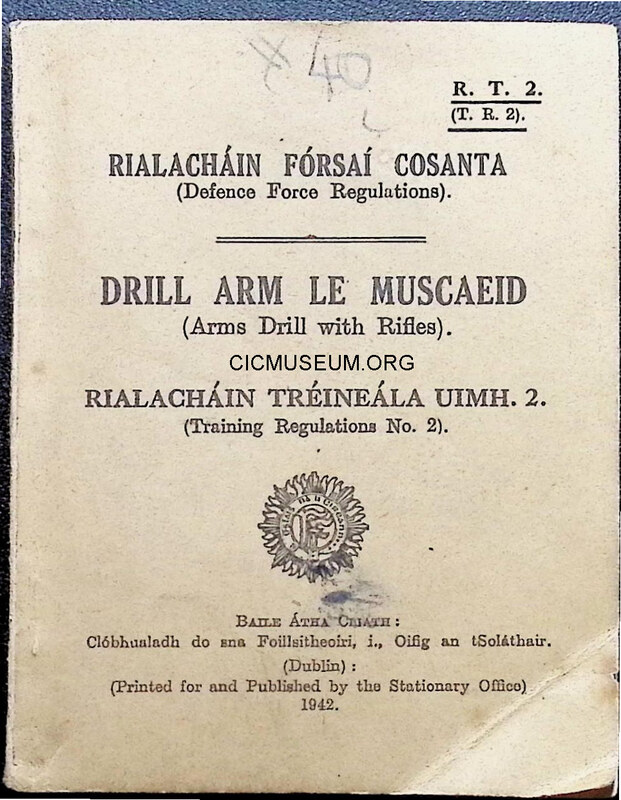 x 40
R. T. 2.
(T. R. 2).
RIALACHÁIN FÓRSAÍ COSANTA
(Defence Force Regulations).
DRILL ARM LE MUSCAEID
(Arms Drill with Rifles).
CICMUSEUM.ORG
RIALACHÁIN TRÉINEÁLA UIMH. 2.
(Training Regulations No. 2).
BAILE ÁTHA CLIATH :
Clóbhualadh do sna Foillsitheoirí, i., Oifig an tSoláthair.
(Dublin) :
(Printed for and Published by the Stationary Office)
1942.